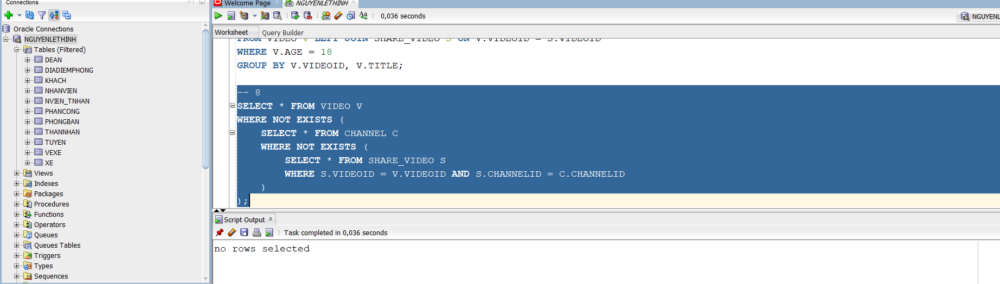 Connections
Oracle Connections
NGUYENLETHINH
Tables (Filtered)
DEAN
DIADIEMPHONG
KHACH
NHANVIEN
NVIEN_TNHAN
PHANCONG
PHONGBAN
THANNHAN
TUYEN
VEXE
XE
Views
Indexes
Packages
Procedures
Functions
Operators
Queues
Queues Tables
Triggers
Types
Sequences
Welcome Page
NGUYENLETHINH
0,036 seconds
NGUYENL
Worksheet
Query Builder
FROM VIDEO V LEFT JOIN SHARE_VIDEO S ON V.VIDEOID = S.VIDEOID
WHERE V.AGE = 18
GROUP BY V.VIDEOID, V.TITLE;
-- 8
SELECT * FROM VIDEO V
WHERE NOT EXISTS (
SELECT * FROM CHANNEL C
WHERE NOT EXISTS (
SELECT * FROM SHARE_VIDEO S
WHERE S.VIDEOID = V.VIDEOID AND S.CHANNELID = C.CHANNELID
)
);
Script Output
Task completed in 0,036 seconds
no rows selected